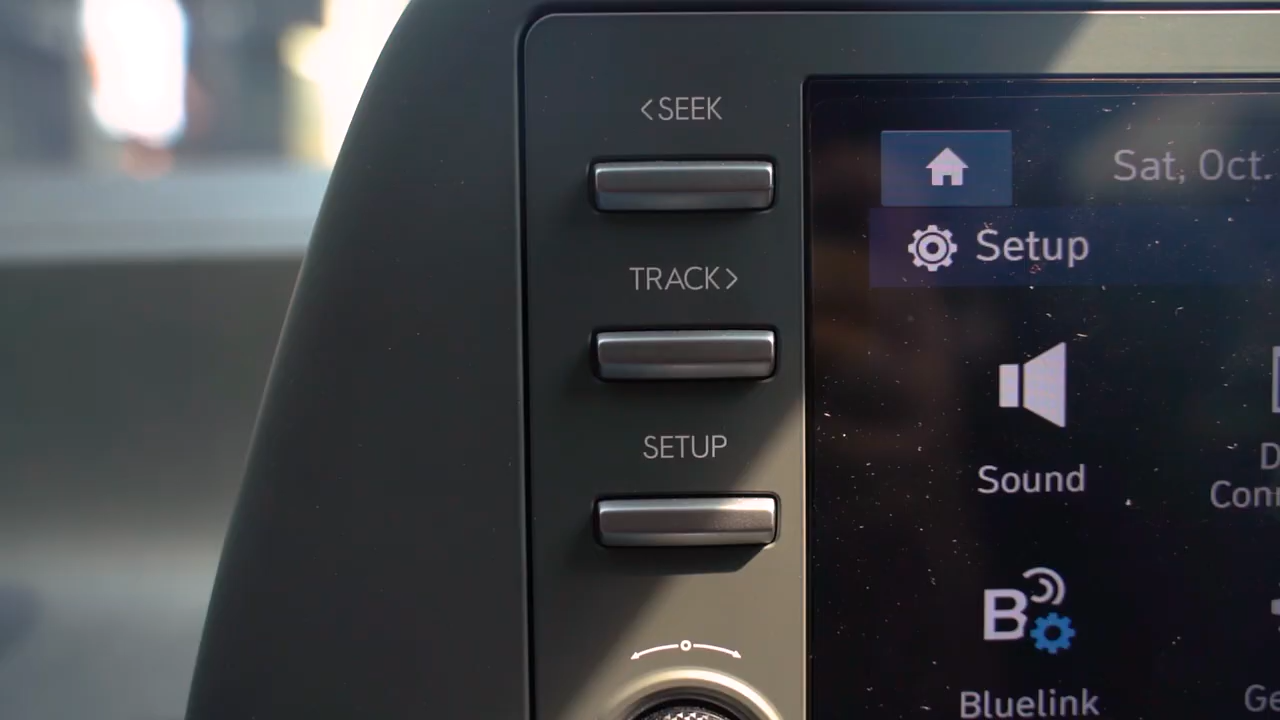 <SEEK
TRACK>
SETUP
Sat, Oct.
Setup
Sound
B
Bluelink